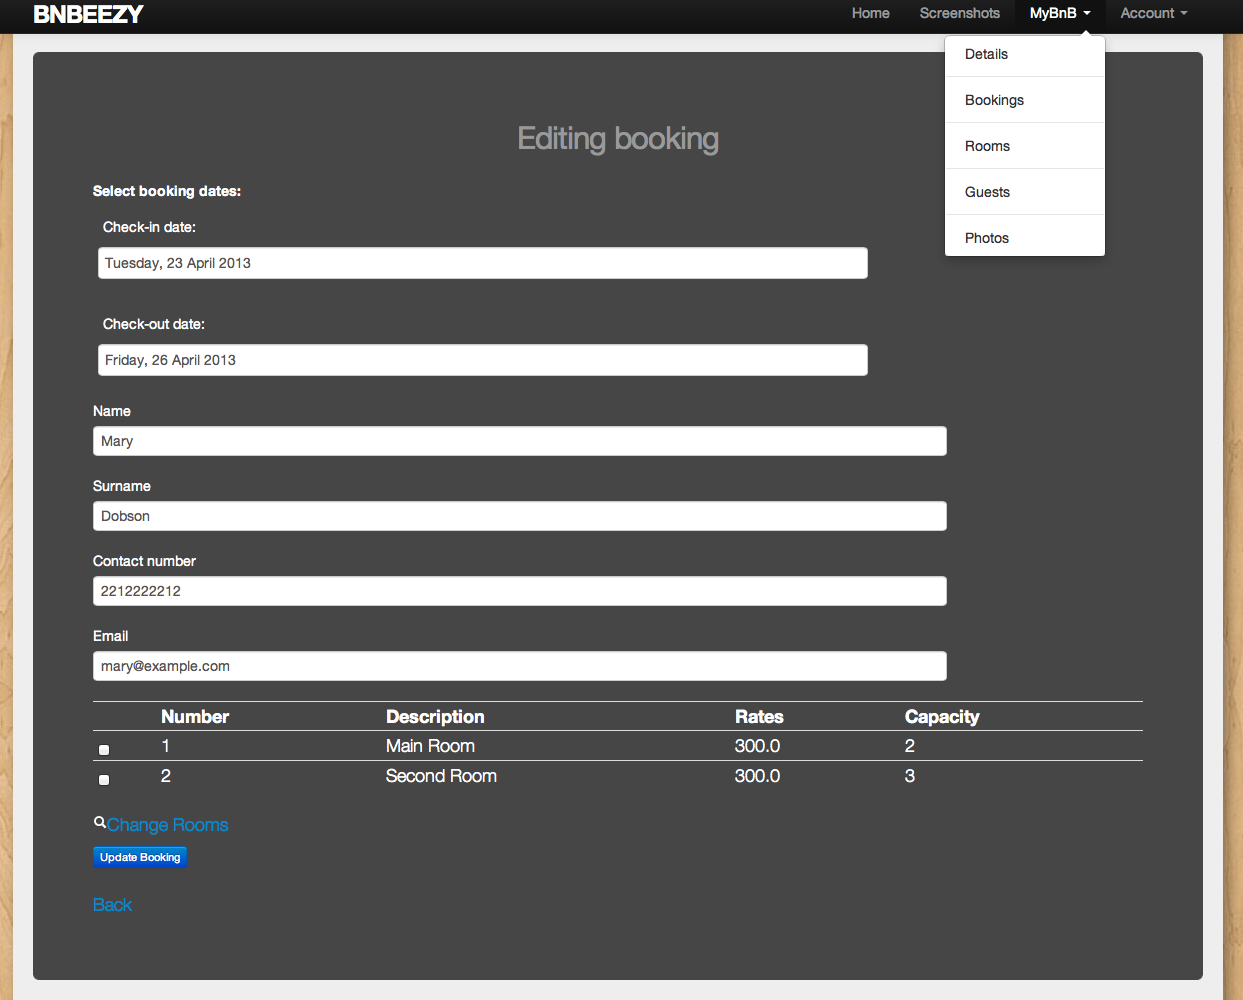 BNBEEZY
Home Screenshots MyBnB Account
Details
Bookings
Rooms
Guests
Photos
Editing booking
Select booking dates:
Check-in date:
Tuesday, 23 April 2013
Check-out date:
Friday, 26 April 2013
Name
Mary
Surname
Dobson
Contact number
2212222212
Email
mary@example.com
Number Description Rates Capacity
1 Main Room 300.0 2
2 Second Room 300.0 3
Change Rooms
Update Booking
Back